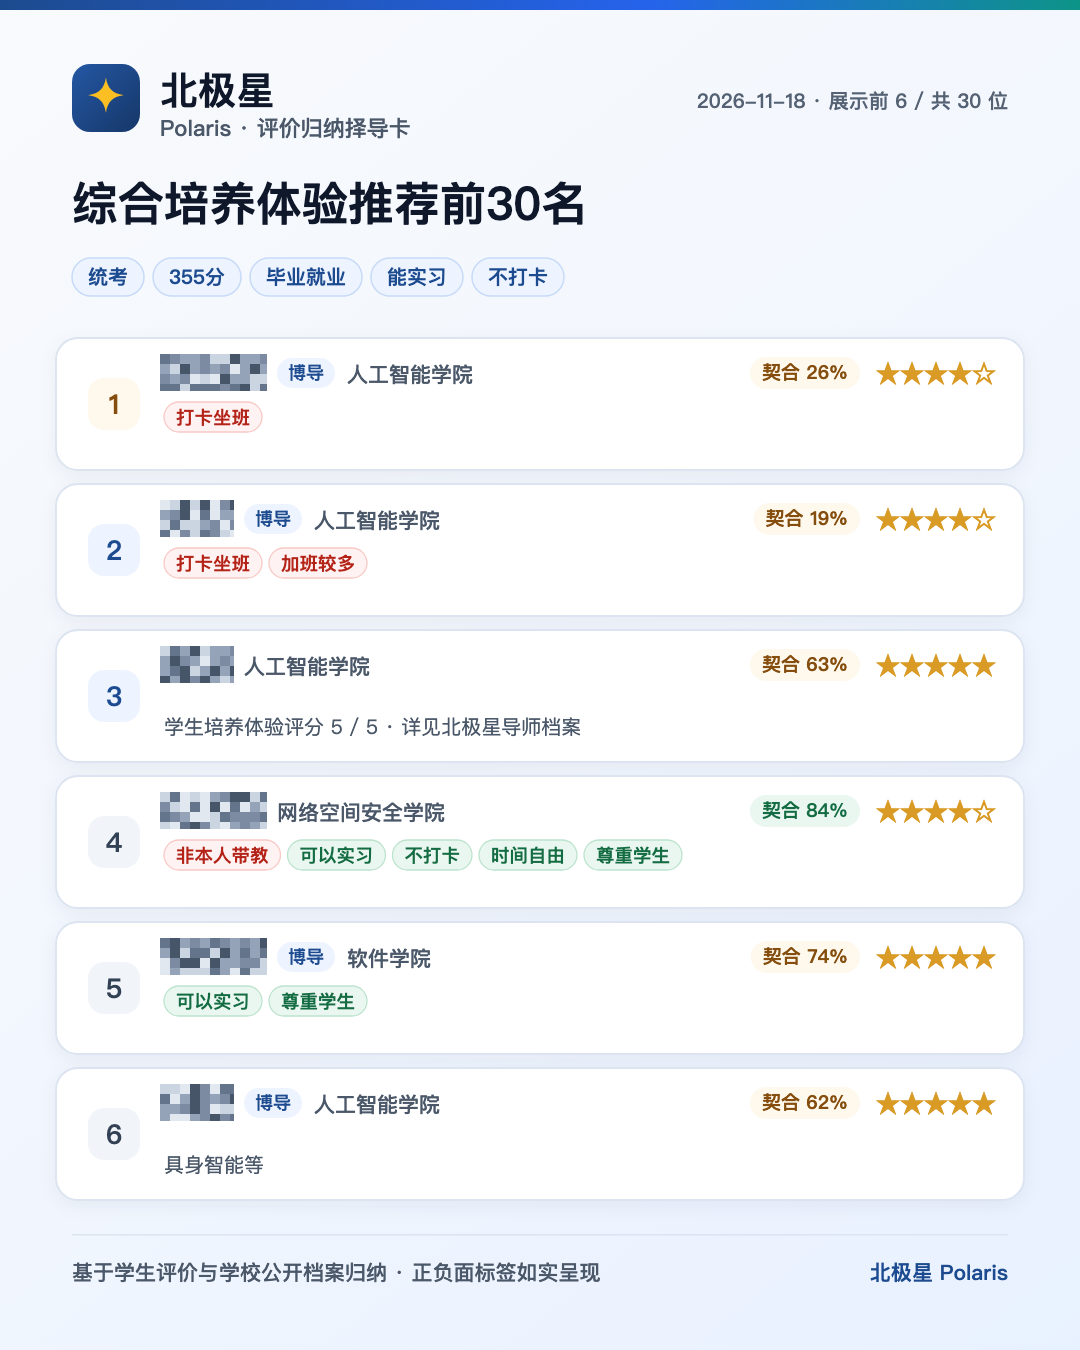 北极星
Polaris · 评价归纳择导卡
2026-11-18 · 展示前 6 / 共 30 位
综合培养体验推荐前30名
统考 355分 毕业就业 能实习 不打卡
1 博导 人工智能学院 契合 26% ★★★★☆
打卡坐班
2 博导 人工智能学院 契合 19% ★★★★☆
打卡坐班 加班较多
3 人工智能学院 契合 63% ★★★★★
学生培养体验评分 5 / 5 · 详见北极星导师档案
4 网络空间安全学院 契合 84% ★★★★☆
非本人带教 可以实习 不打卡 时间自由 尊重学生
5 博导 软件学院 契合 74% ★★★★★
可以实习 尊重学生
6 博导 人工智能学院 契合 62% ★★★★★
具身智能等
基于学生评价与学校公开档案归纳 · 正负面标签如实呈现
北极星 Polaris